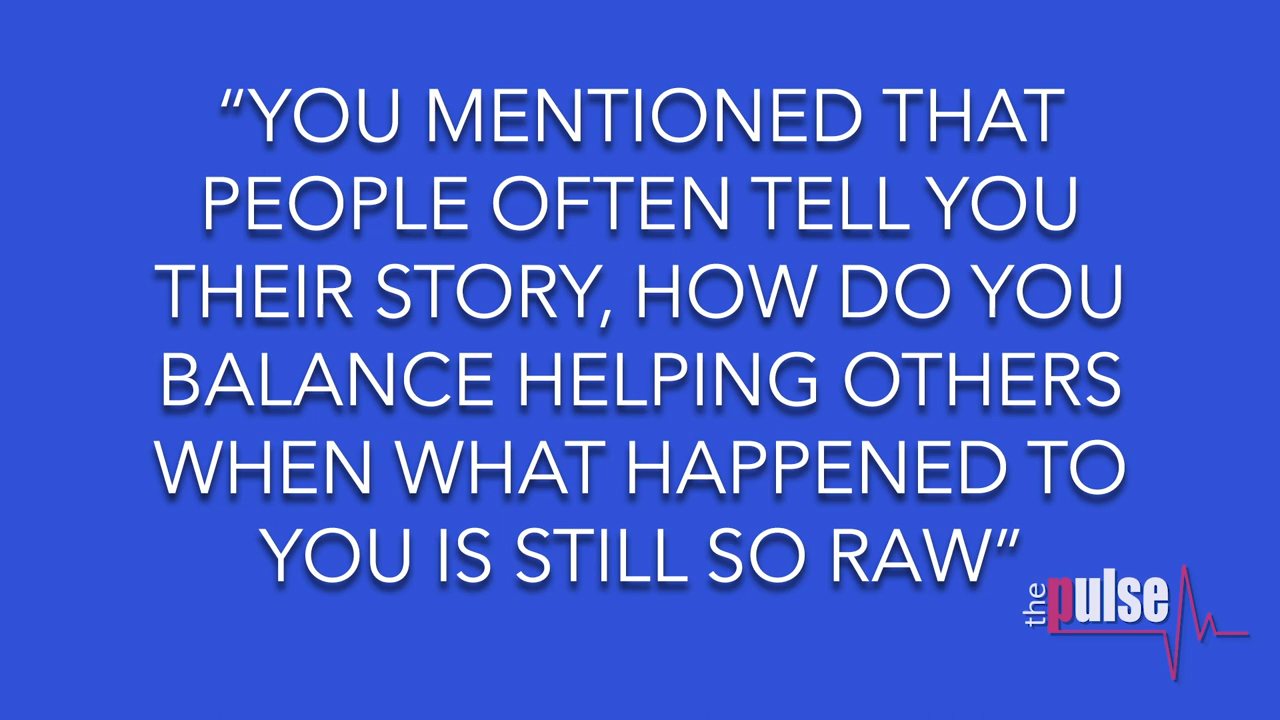 “YOU MENTIONED THAT
PEOPLE OFTEN TELL YOU
THEIR STORY, HOW DO YOU
BALANCE HELPING OTHERS
WHEN WHAT HAPPENED TO
YOU IS STILL SO RAW”
the pulse